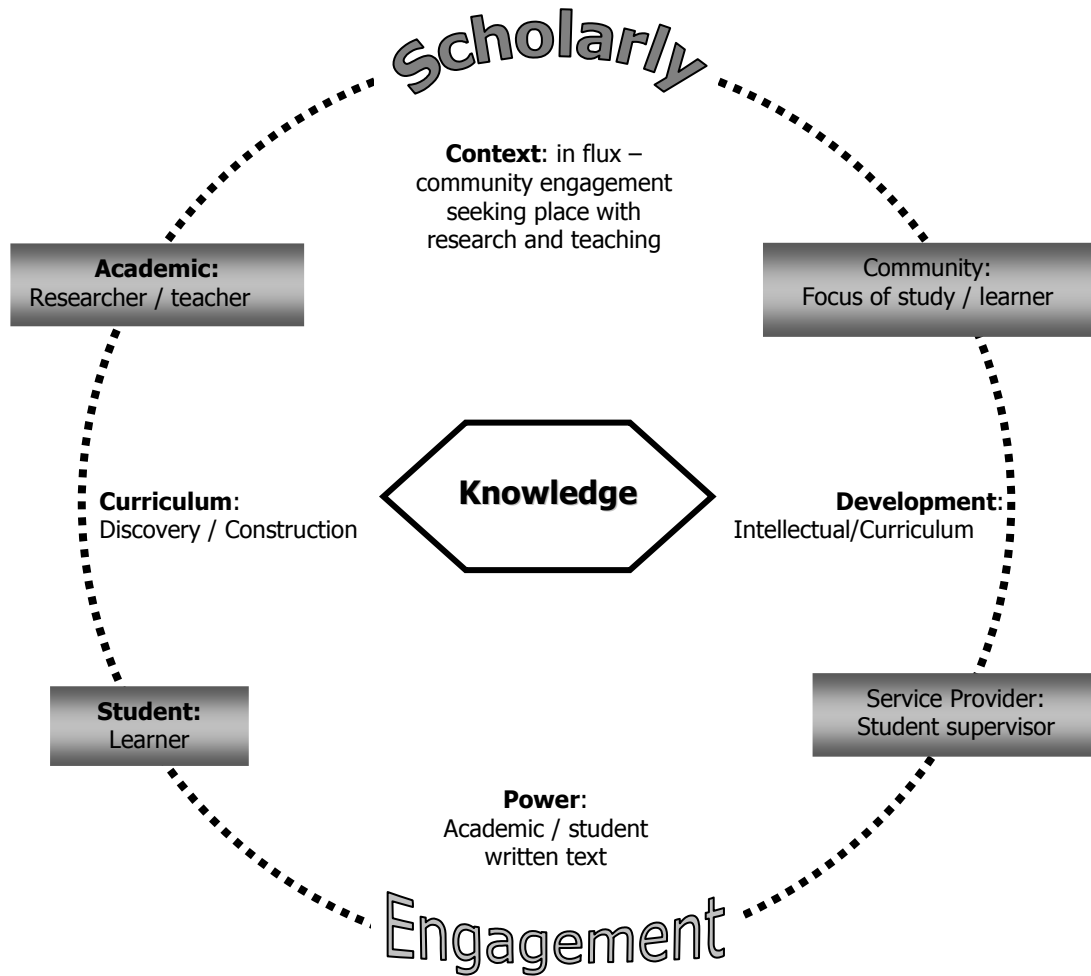 Scholarly
Context: in flux –
community engagement
seeking place with
research and teaching
Academic:
Researcher / teacher
Community:
Focus of study / learner
Knowledge
Curriculum:
Discovery / Construction
Development:
Intellectual/Curriculum
Student:
Learner
Service Provider:
Student supervisor
Power:
Academic / student
written text
Engagement